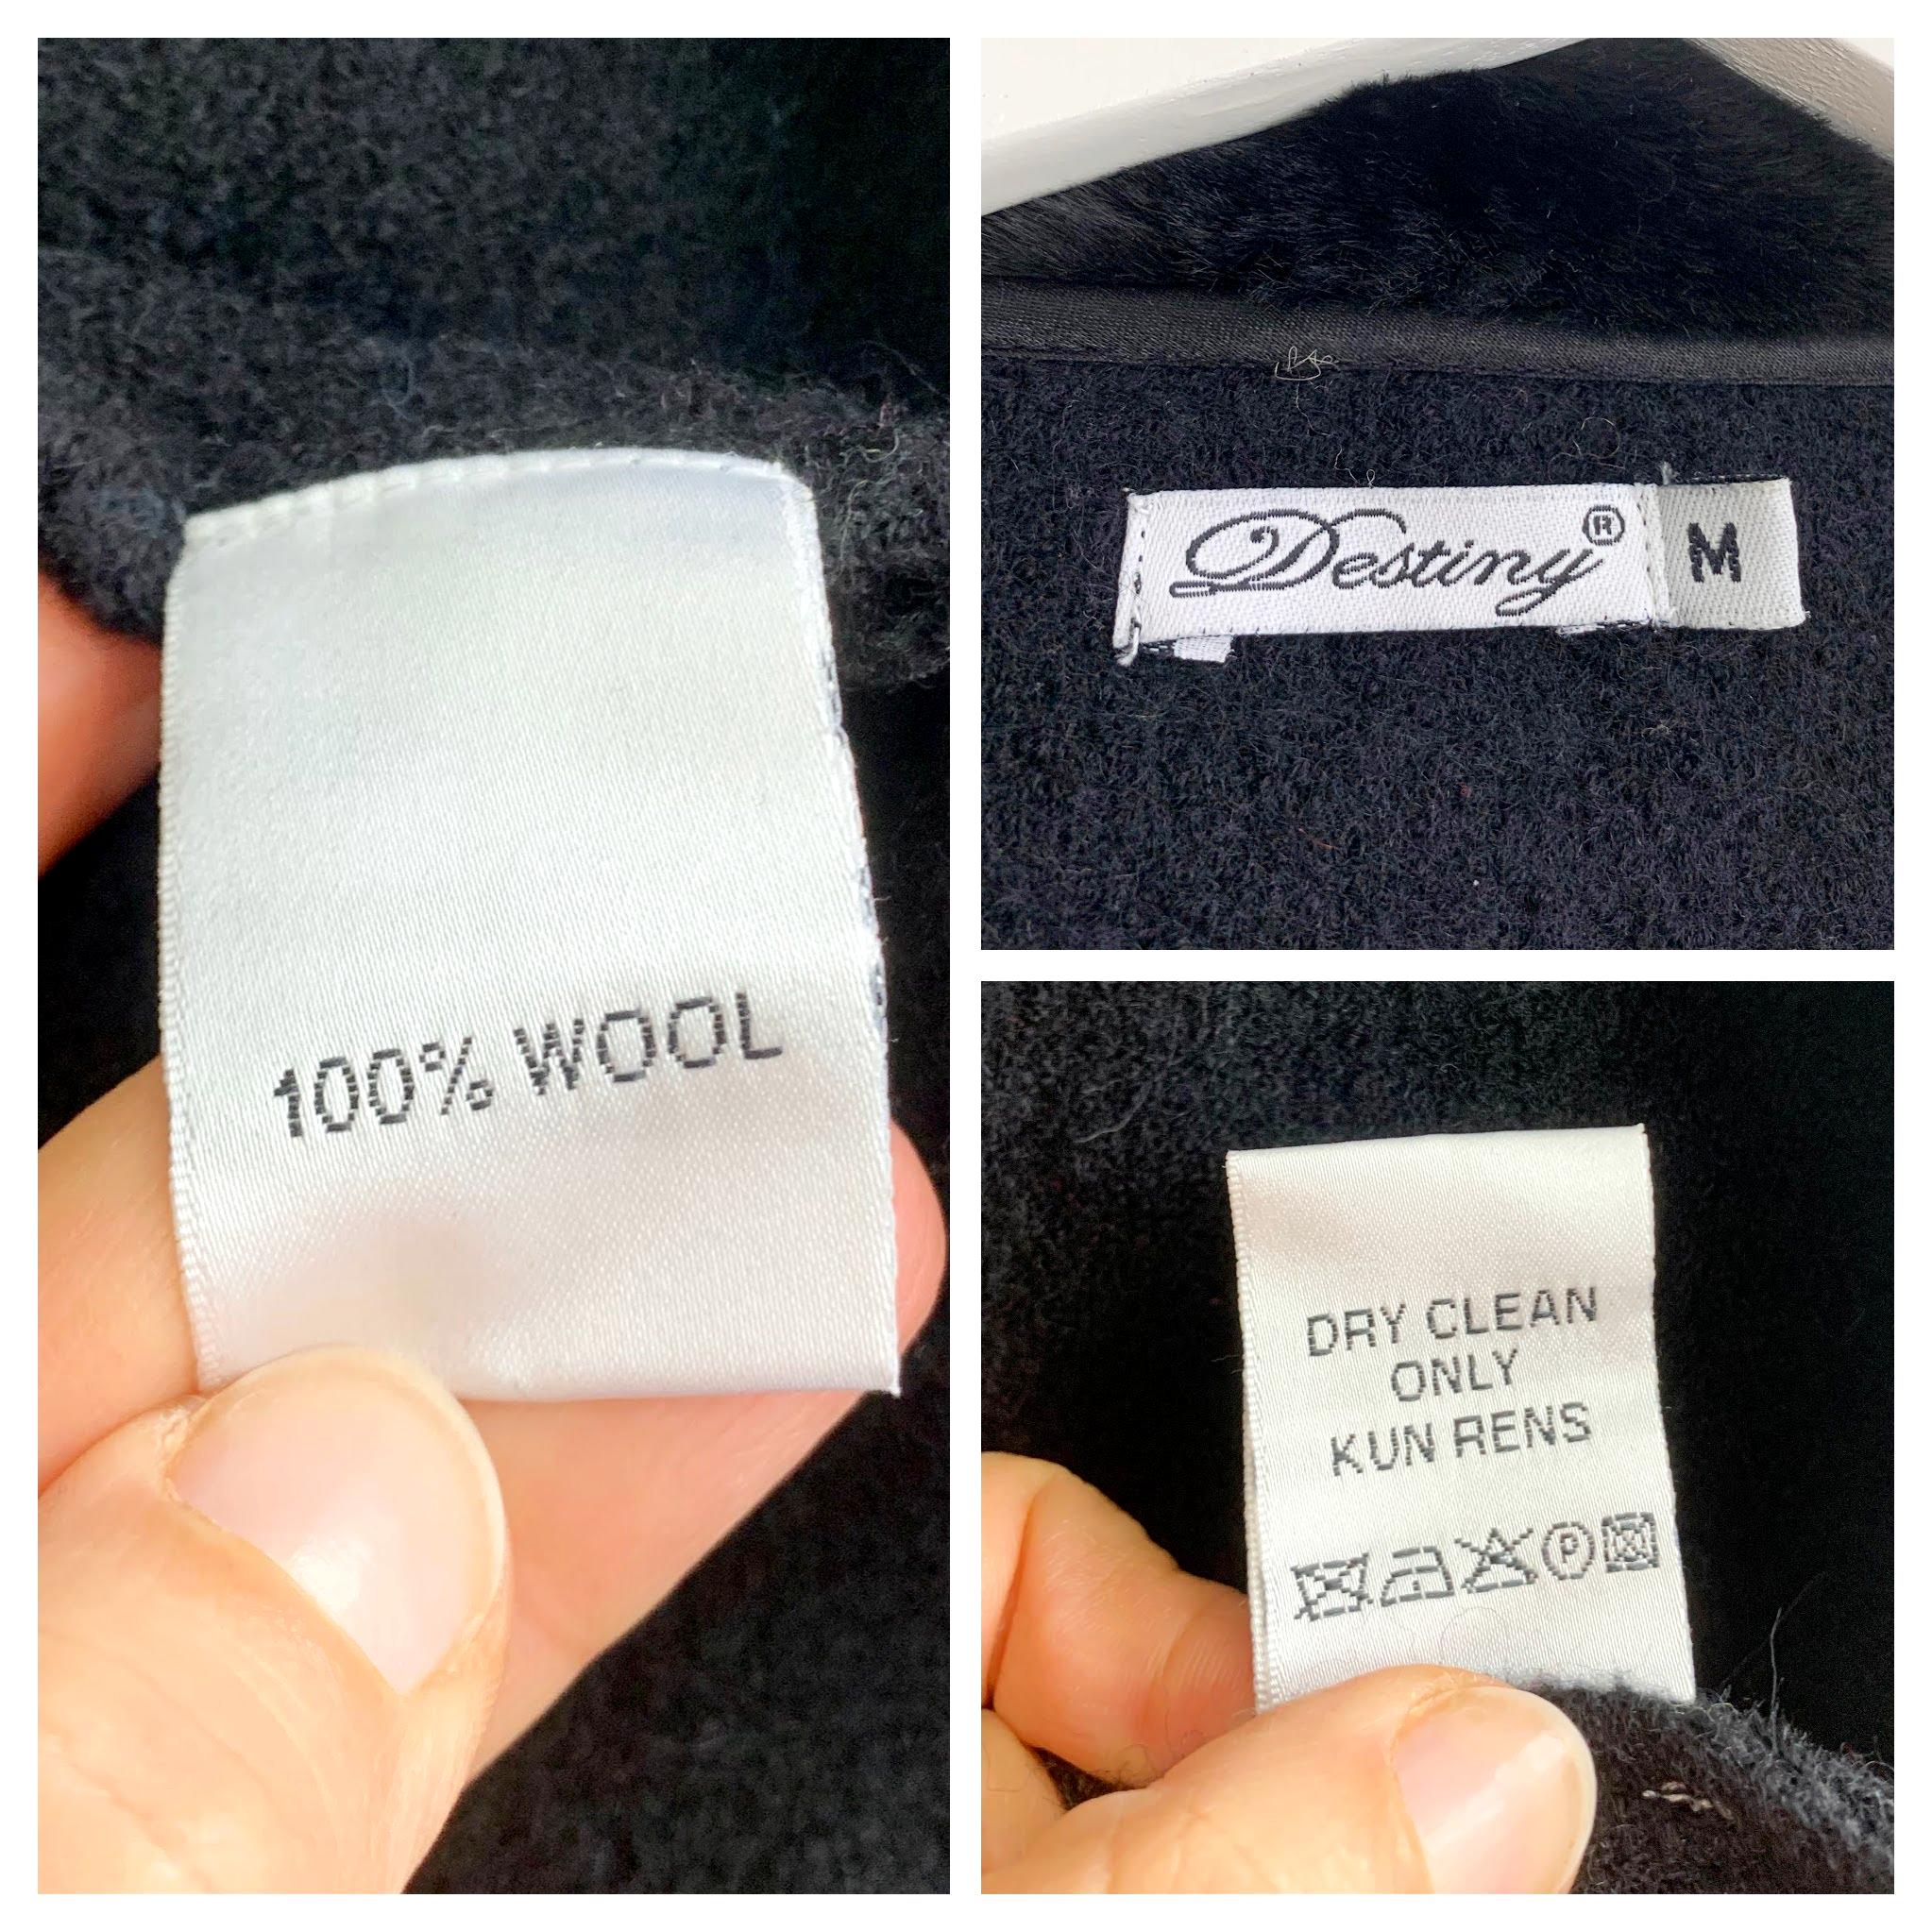 100% WOOL
Destiny® M
DRY CLEAN
ONLY
KUN RENS
P